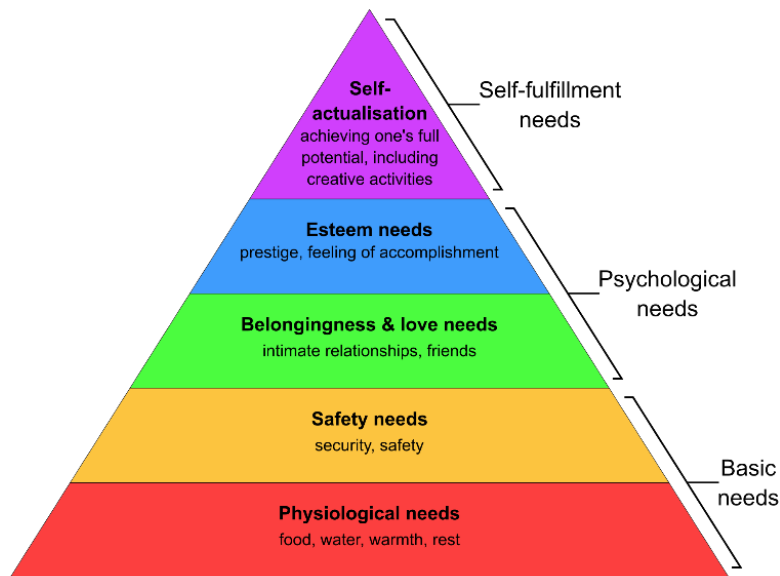 Self-
actualisation
achieving one's full
potential, including
creative activities
Self-fulfillment
needs
Esteem needs
prestige, feeling of accomplishment
Psychological
needs
Belongingness & love needs
intimate relationships, friends
Safety needs
security, safety
Basic
needs
Physiological needs
food, water, warmth, rest